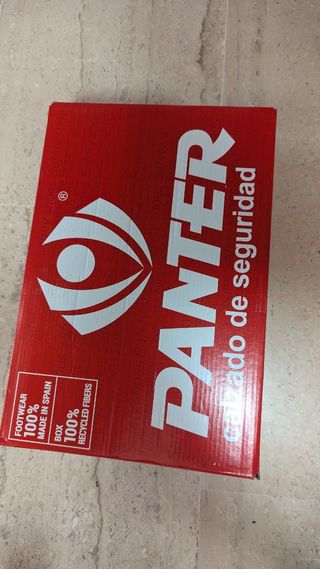 ®
PANTER
calzado de seguridad
FOOTWEAR
100%
MADE IN SPAIN
BOX
100%
RECYCLED FIBERS